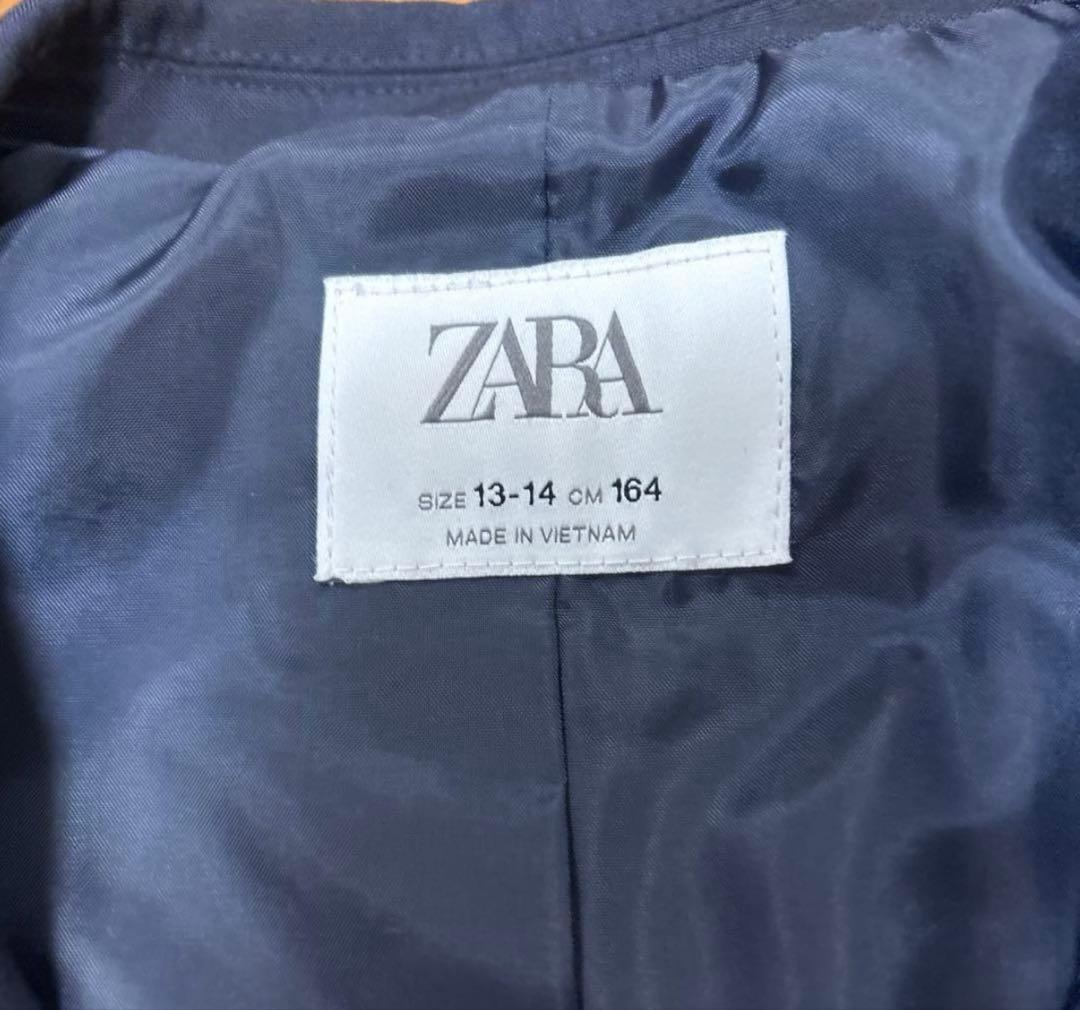 ZARA
SIZE 13-14 CM 164
MADE IN VIETNAM